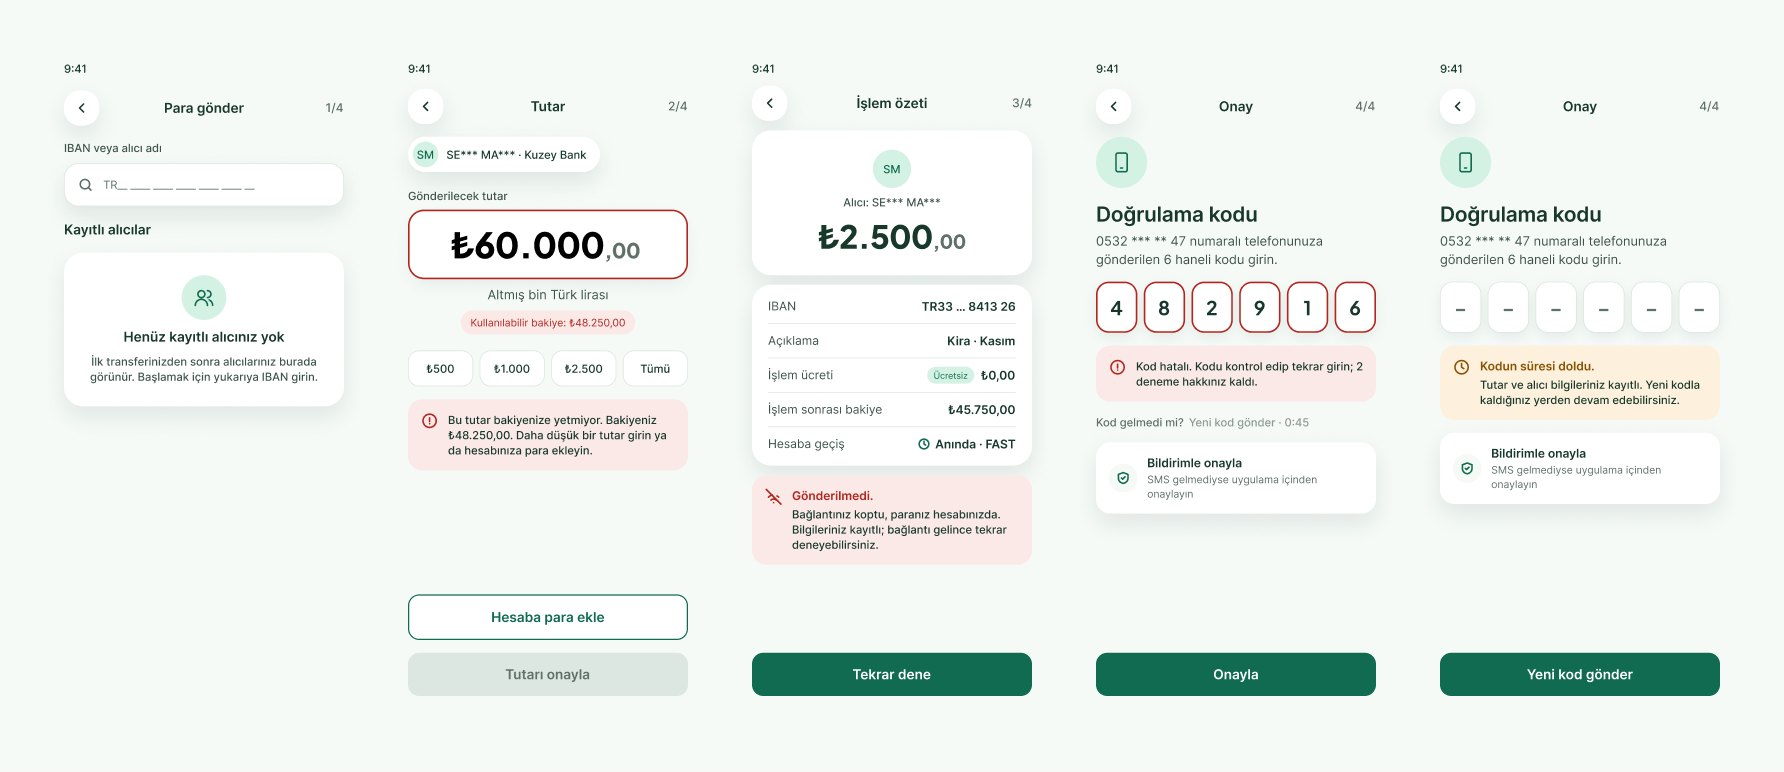 9:41
Para gönder
1/4
IBAN veya alıcı adı
TR__ ____ ____ ____ ____ ____ __
Kayıtlı alıcılar
Henüz kayıtlı alıcınız yok
İlk transferinizden sonra alıcılarınız burada
görünür. Başlamak için yukarıya IBAN girin.
9:41
Tutar
2/4
SM
SE*** MA*** · Kuzey Bank
Gönderilecek tutar
₺60.000,00
Altmış bin Türk lirası
Kullanılabilir bakiye: ₺48.250,00
₺500
₺1.000
₺2.500
Tümü
Bu tutar bakiyenize yetmiyor. Bakiyeniz
₺48.250,00. Daha düşük bir tutar girin ya
da hesabınıza para ekleyin.
Hesaba para ekle
Tutarı onayla
9:41
İşlem özeti
3/4
SM
Alıcı: SE*** MA***
₺2.500,00
IBAN
TR33 ... 8413 26
Açıklama
Kira · Kasım
İşlem ücreti
Ücretsiz
₺0,00
İşlem sonrası bakiye
₺45.750,00
Hesaba geçiş
Anında · FAST
Gönderilmedi.
Bağlantınız koptu, paranız hesabınızda.
Bilgileriniz kayıtlı; bağlantı gelince tekrar
deneyebilirsiniz.
Tekrar dene
9:41
Onay
4/4
Doğrulama kodu
0532 *** ** 47 numaralı telefonunuza
gönderilen 6 haneli kodu girin.
4 8 2 9 1 6
Kod hatalı. Kodu kontrol edip tekrar girin; 2
deneme hakkınız kaldı.
Kod gelmedi mi? Yeni kod gönder · 0:45
Bildirimle onayla
SMS gelmediyse uygulama içinden
onaylayın
Onayla
9:41
Onay
4/4
Doğrulama kodu
0532 *** ** 47 numaralı telefonunuza
gönderilen 6 haneli kodu girin.
– – – – – –
Kodun süresi doldu.
Tutar ve alıcı bilgileriniz kayıtlı. Yeni kodla
kaldığınız yerden devam edebilirsiniz.
Bildirimle onayla
SMS gelmediyse uygulama içinden
onaylayın
Yeni kod gönder